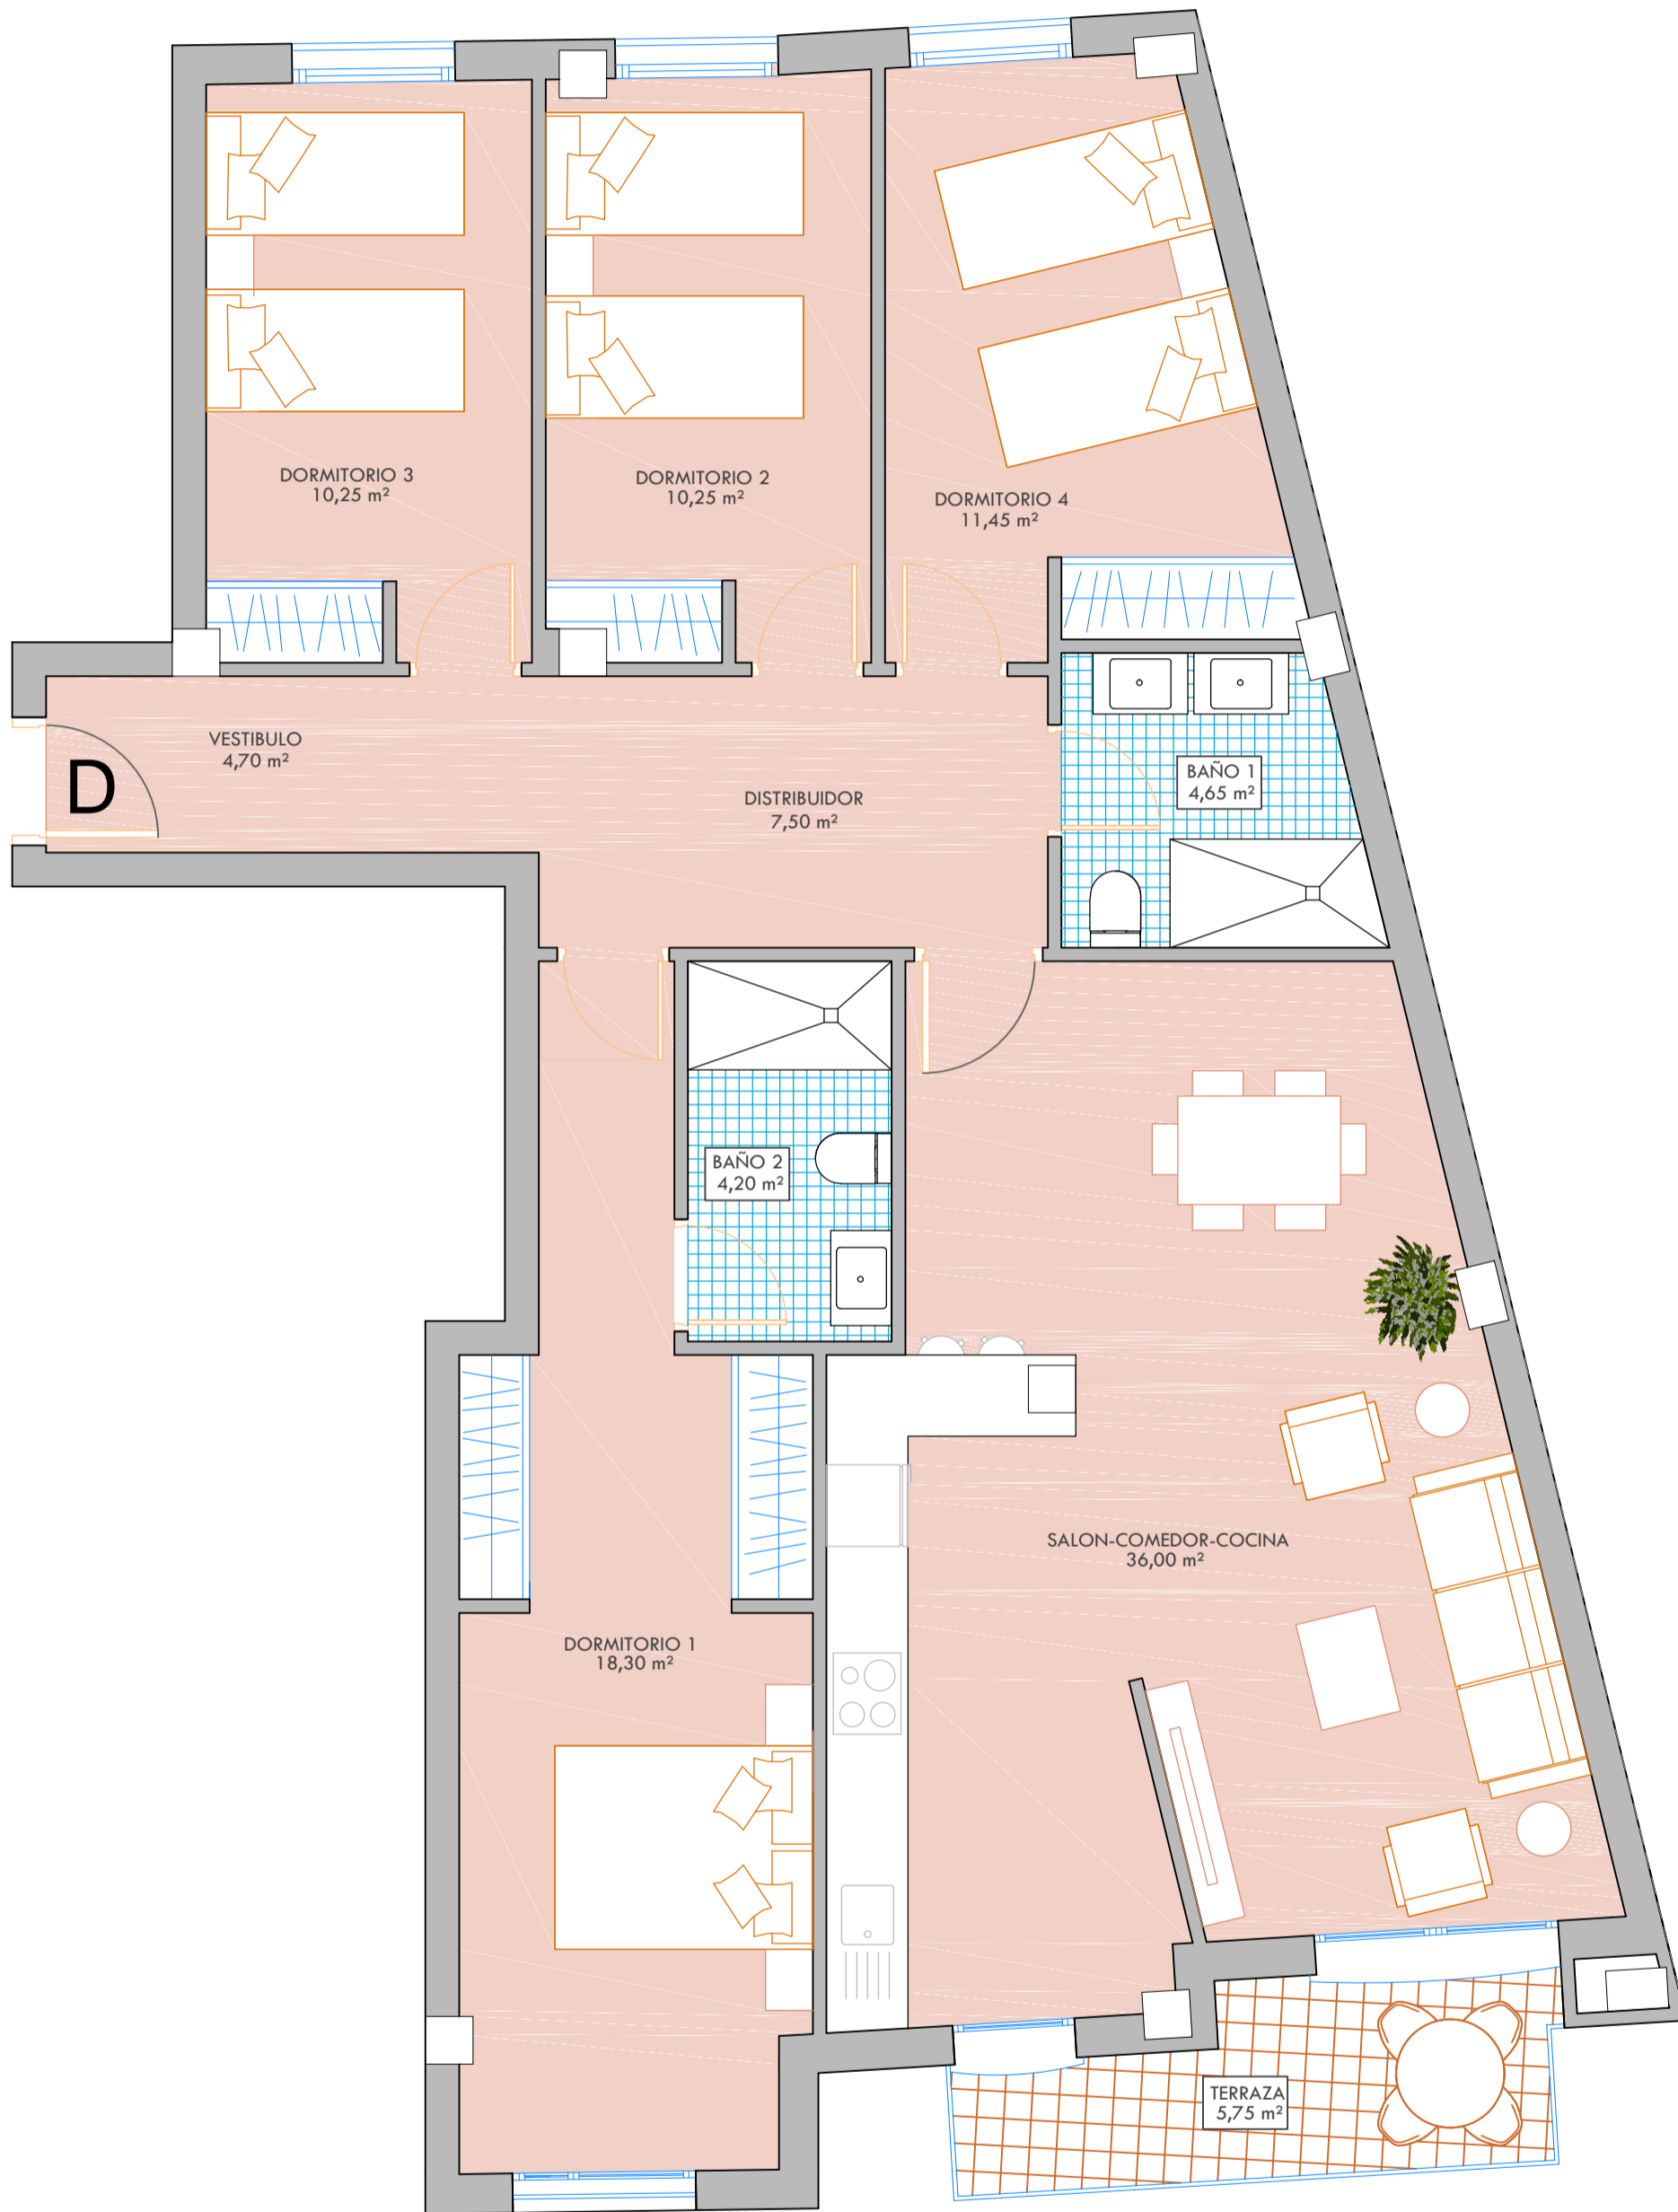 DORMITORIO 3
10,25 m²
DORMITORIO 2
10,25 m²
DORMITORIO 4
11,45 m²
VESTIBULO
4,70 m²
D
DISTRIBUIDOR
7,50 m²
BAÑO 1
4,65 m²
BAÑO 2
4,20 m²
SALON-COMEDOR-COCINA
36,00 m²
DORMITORIO 1
18,30 m²
TERRAZA
5,75 m²